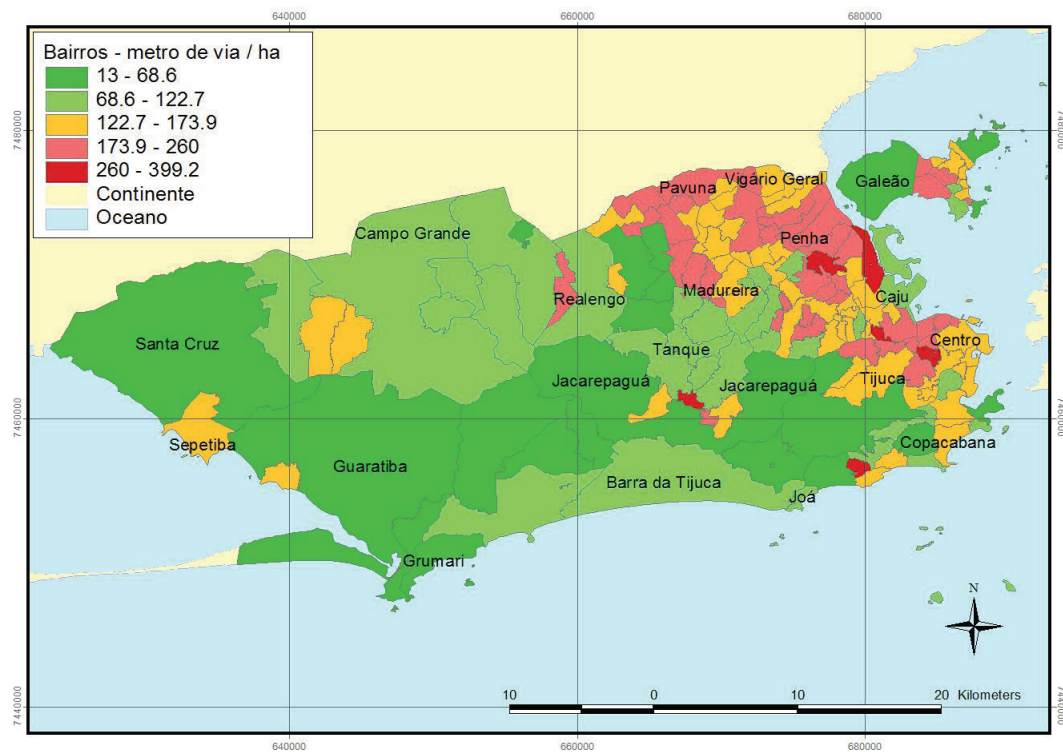 640000 660000 680000
Bairros - metro de via / ha
13 - 68.6
68.6 - 122.7
122.7 - 173.9
173.9 - 260
260 - 399.2
Continente
Oceano
7480000 7480000
Pavuna
Vigário Geral
Galeão
Campo Grande
Penha
Realengo
Madureira
Caju
Santa Cruz
Tanque
Centro
Jacarepaguá
Jacarepaguá
Tijuca
7460000 7460000
Sepetiba
Copacabana
Guaratiba
Barra da Tijuca
Joá
Grumari
N
10 0 10 20 Kilometers
7440000 7440000
640000 660000 680000